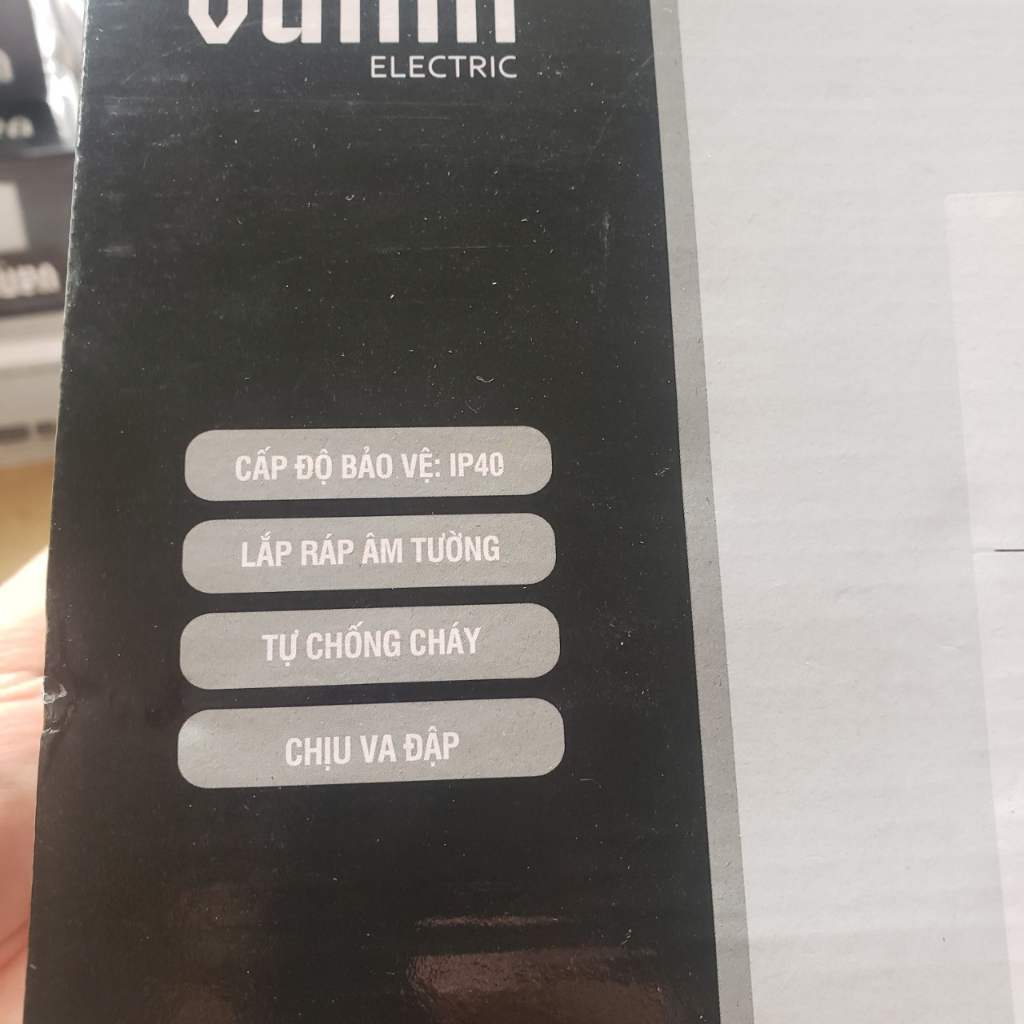 ELECTRIC
CẤP ĐỘ BẢO VỆ: IP40
LẮP RÁP ÂM TƯỜNG
TỰ CHỐNG CHÁY
CHỊU VA ĐẬP